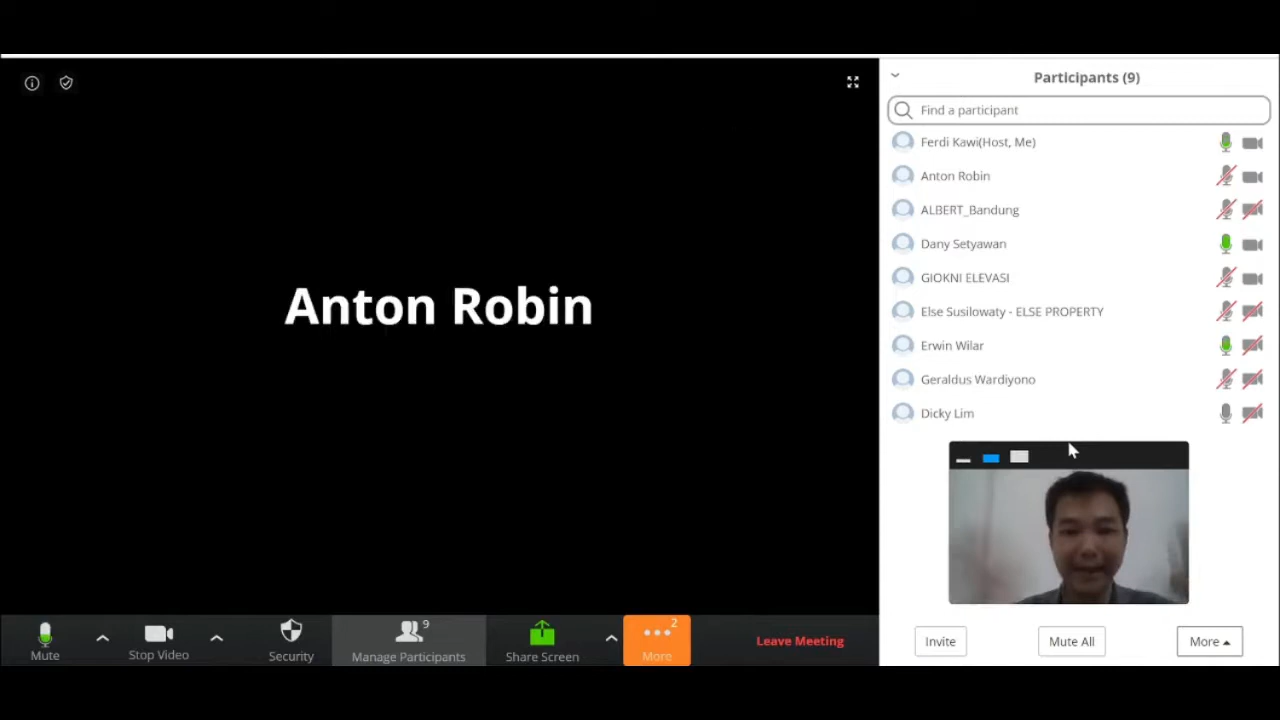 Participants (9)
Find a participant
Ferdi Kawi(Host, Me)
Anton Robin
ALBERT_Bandung
Dany Setyawan
GIOKNI ELEVASI
Else Susilowaty - ELSE PROPERTY
Erwin Wilar
Geraldus Wardiyono
Dicky Lim
Anton Robin
Mute
Stop Video
Security
9
Manage Participants
Share Screen
2
More
Leave Meeting
Invite
Mute All
More